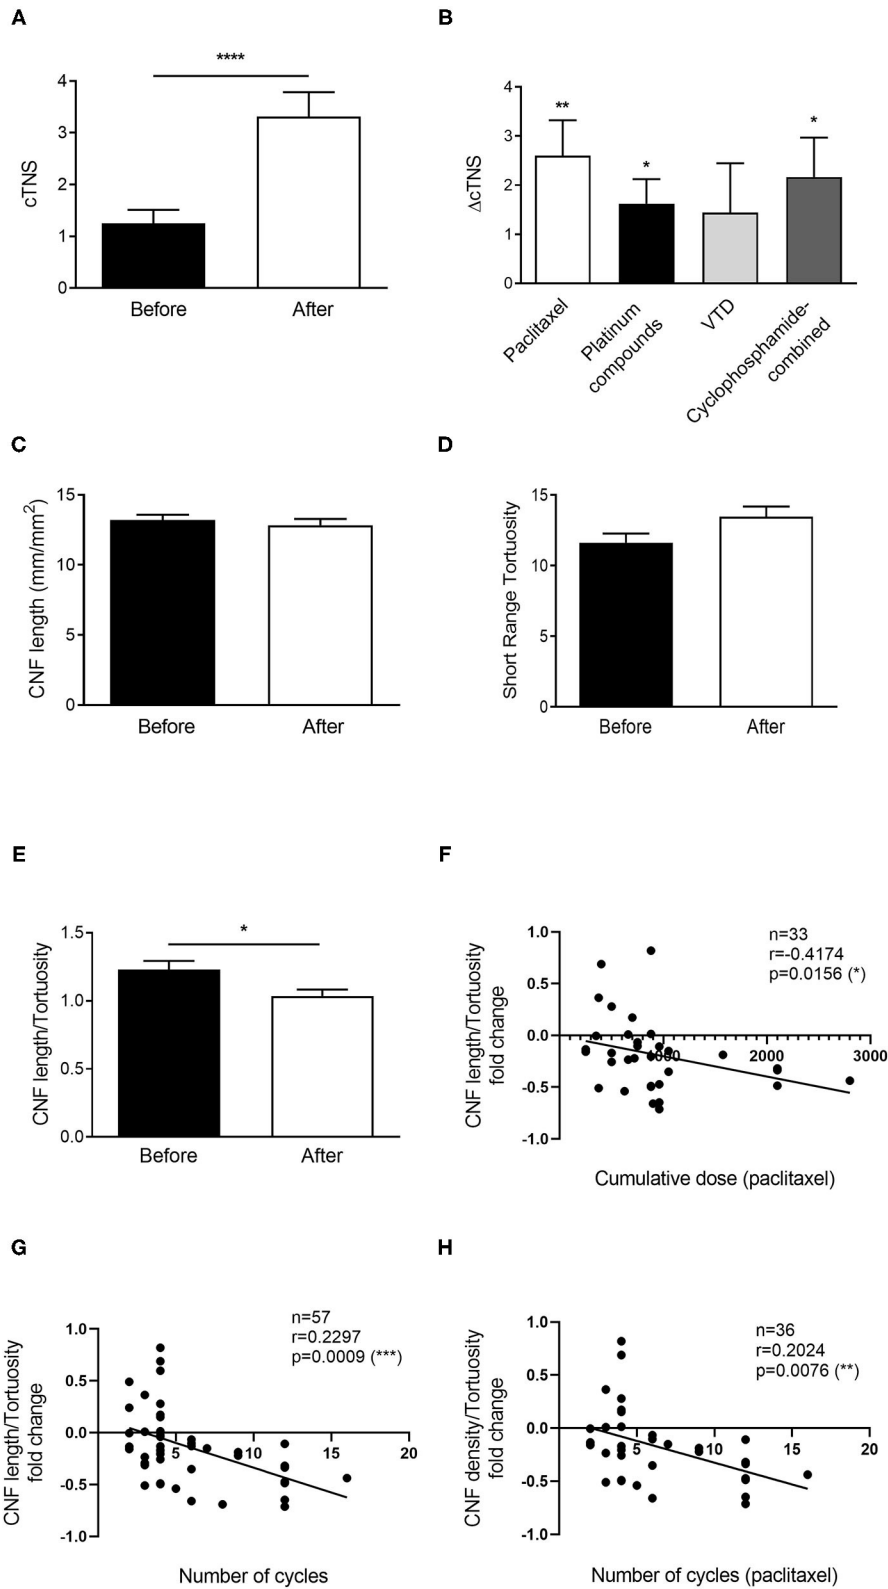 A
****
cTNS
4
3
2
1
0
Before
After
B
ΔcTNS
4
3
2
1
0
**
*
*
Paclitaxel
Platinum
compounds
VTD
Cyclophosphamide-
combined
C
CNF length (mm/mm²)
15
10
5
0
Before
After
D
Short Range Tortuosity
15
10
5
0
Before
After
E
CNF length/Tortuosity
1.5
1.0
0.5
0.0
*
Before
After
F
CNF length/Tortuosity
fold change
1.0
0.5
0.0
-0.5
-1.0
1000
2000
3000
n=33
r=-0.4174
p=0.0156 (*)
Cumulative dose (paclitaxel)
G
CNF length/Tortuosity
fold change
1.0
0.5
0.0
-0.5
-1.0
5
10
15
20
n=57
r=0.2297
p=0.0009 (***)
Number of cycles
H
CNF density/Tortuosity
fold change
1.0
0.5
0.0
-0.5
-1.0
5
10
15
20
n=36
r=0.2024
p=0.0076 (**)
Number of cycles (paclitaxel)